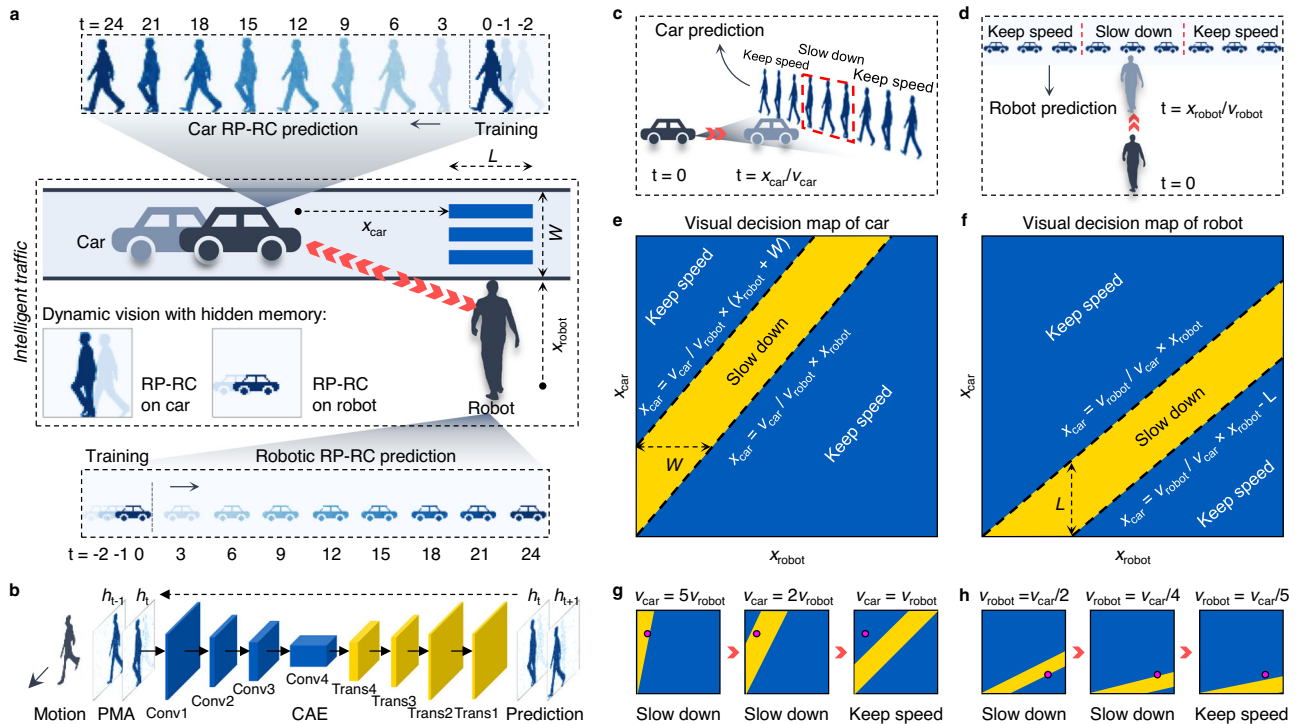 a
t = 24 21 18 15 12 9 6 3 0 -1 -2
Car RP-RC prediction
Training
L
Intelligent traffic
Car
x_car
W
x_robot
Dynamic vision with hidden memory:
RP-RC
on car
RP-RC
on robot
Robot
Training
Robotic RP-RC prediction
t = -2 -1 0 3 6 9 12 15 18 21 24
b
h_t-1
h_t
h_t
h_t+1
Motion
PMA
Conv1
Conv2
Conv3
Conv4
CAE
Trans4
Trans3
Trans2
Trans1
Prediction
c
Car prediction
Keep speed
Slow down
Keep speed
t = 0
t = x_car/v_car
d
Keep speed
Slow down
Keep speed
Robot prediction
t = x_robot/v_robot
t = 0
e
Visual decision map of car
Keep speed
x_car = v_car / v_robot × (x_robot + W)
Slow down
x_car = v_car / v_robot × x_robot
Keep speed
W
x_car
x_robot
f
Visual decision map of robot
Keep speed
x_car = v_robot / v_car × x_robot
Slow down
x_car = v_robot / v_car × x_robot - L
Keep speed
L
x_car
x_robot
g
v_car = 5v_robot
v_car = 2v_robot
v_car = v_robot
Slow down
Slow down
Keep speed
h
v_robot =v_car/2
v_robot = v_car/4
v_robot = v_car/5
Slow down
Slow down
Keep speed